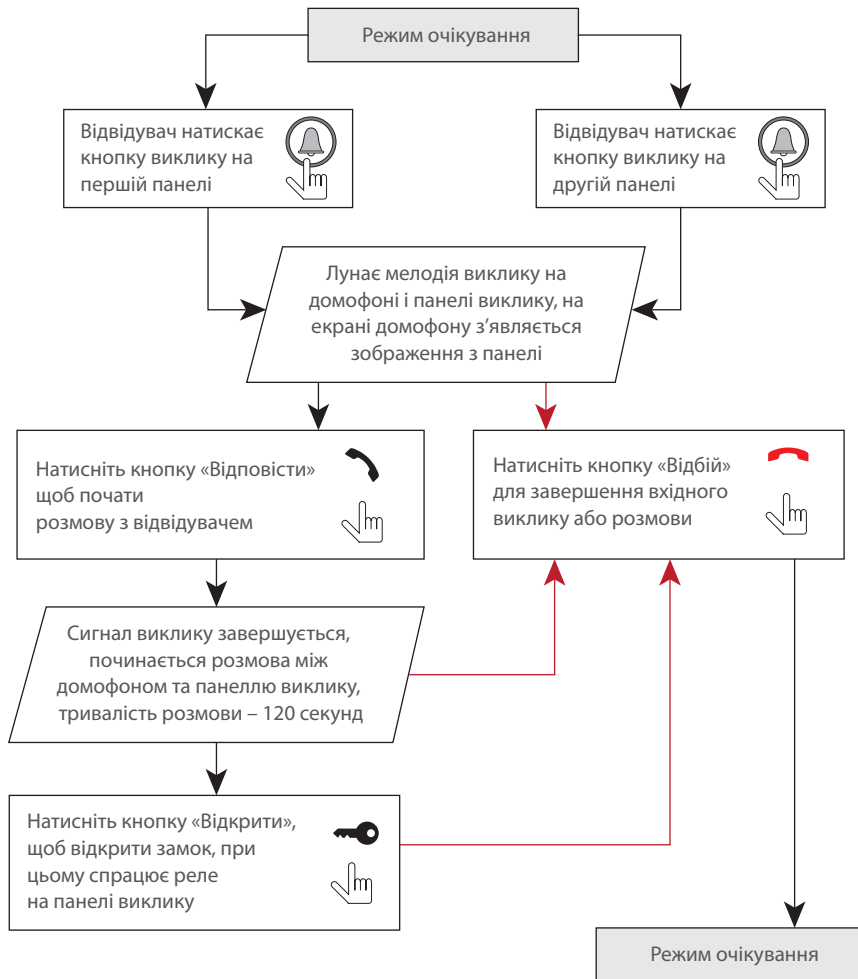 Режим очікування
Відвідувач натискає
кнопку виклику на
першій панелі
Відвідувач натискає
кнопку виклику на
другій панелі
Лунає мелодія виклику на
домофоні і панелі виклику, на
екрані домофону з’являється
зображення з панелі
Натисніть кнопку «Відповісти»
щоб почати
розмову з відвідувачем
Натисніть кнопку «Відбій»
для завершення вхідного
виклику або розмови
Сигнал виклику завершується,
починається розмова між
домофоном та панеллю виклику,
тривалість розмови – 120 секунд
Натисніть кнопку «Відкрити»,
щоб відкрити замок, при
цьому спрацює реле
на панелі виклику
Режим очікування